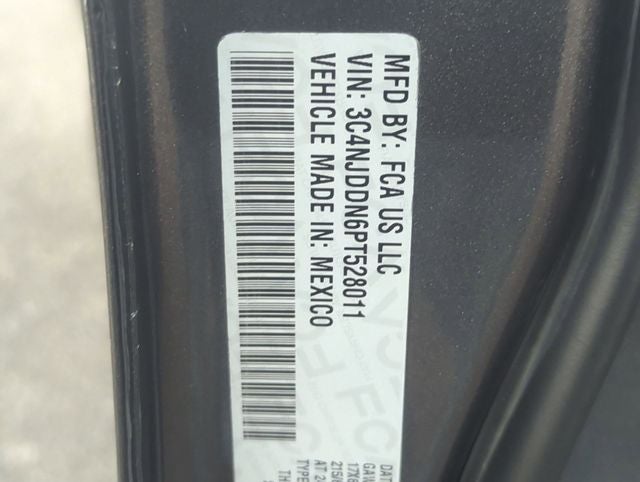 MFD BY: FCA US LLC
VIN: 3C4NJDDN6PT528011
VEHICLE MADE IN: MEXICO